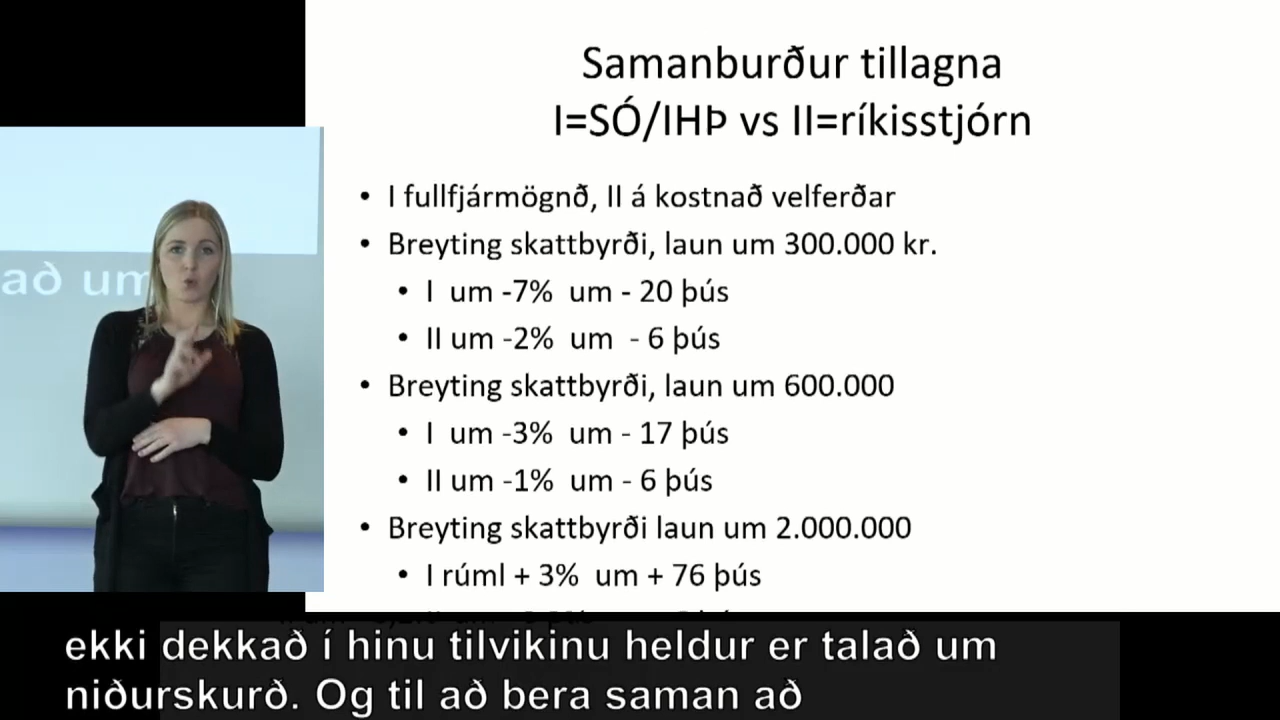 Samanburður tillagna
I=SÓ/IHÞ vs II=ríkisstjórn
• I fullfjármögnð, II á kostnað velferðar
• Breyting skattbyrði, laun um 300.000 kr.
• I um -7% um - 20 þús
• II um -2% um - 6 þús
• Breyting skattbyrði, laun um 600.000
• I um -3% um - 17 þús
• II um -1% um - 6 þús
• Breyting skattbyrði laun um 2.000.000
• I rúml + 3% um + 76 þús
að um
ekki dekkað í hinu tilvikinu heldur er talað um
niðurskurð. Og til að bera saman að